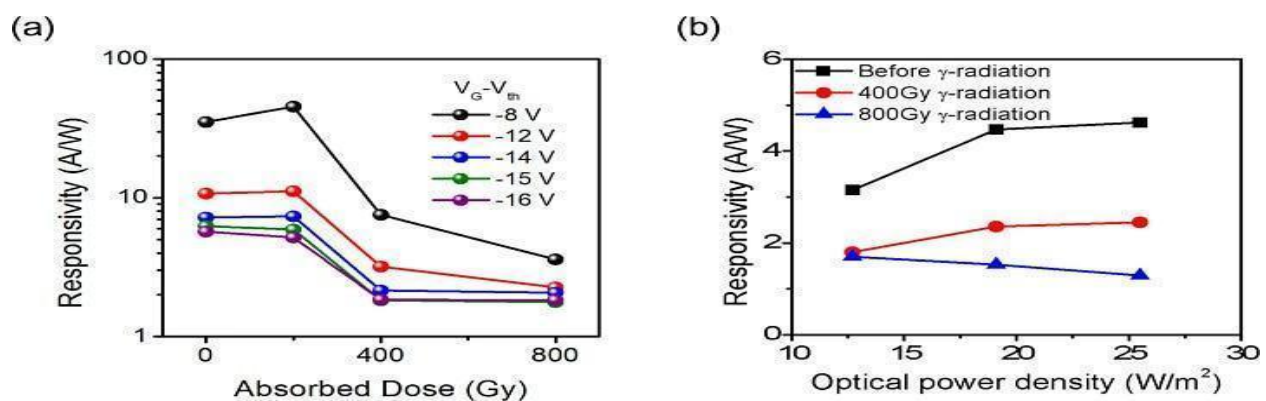 (a)
100
10
1
Responsivity (A/W)
V_G-V_th
-8 V
-12 V
-14 V
-15 V
-16 V
0
200
400
800
Absorbed Dose (Gy)
(b)
6
4
2
0
Responsivity (A/W)
Before γ-radiation
400Gy γ-radiation
800Gy γ-radiation
10
15
20
25
30
Optical power density (W/m²)